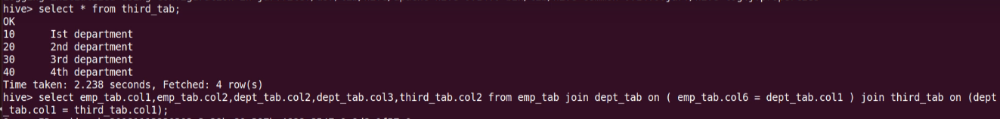 hive> select * from third_tab;
OK
10 Ist department
20 2nd department
30 3rd department
40 4th department
Time taken: 2.238 seconds, Fetched: 4 row(s)
hive> select emp_tab.col1,emp_tab.col2,dept_tab.col2,dept_tab.col3,third_tab.col2 from emp_tab join dept_tab on ( emp_tab.col6 = dept_tab.col1 ) join third_tab on (dept
_tab.col1 = third_tab.col1);